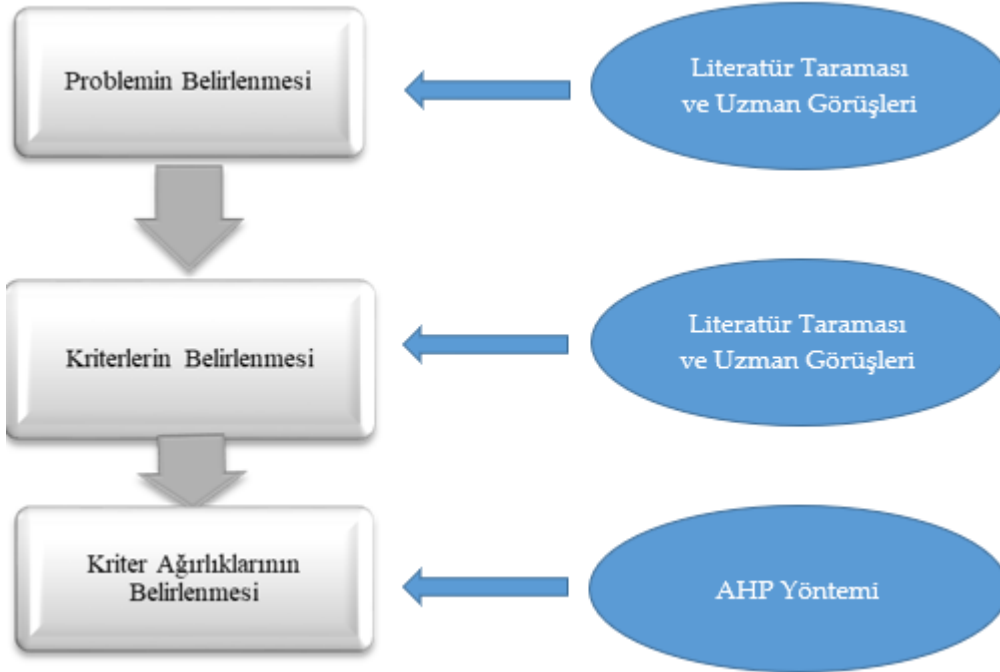 Problemin Belirlenmesi
Literatür Taraması
ve Uzman Görüşleri
Kriterlerin Belirlenmesi
Literatür Taraması
ve Uzman Görüşleri
Kriter Ağırlıklarının
Belirlenmesi
AHP Yöntemi